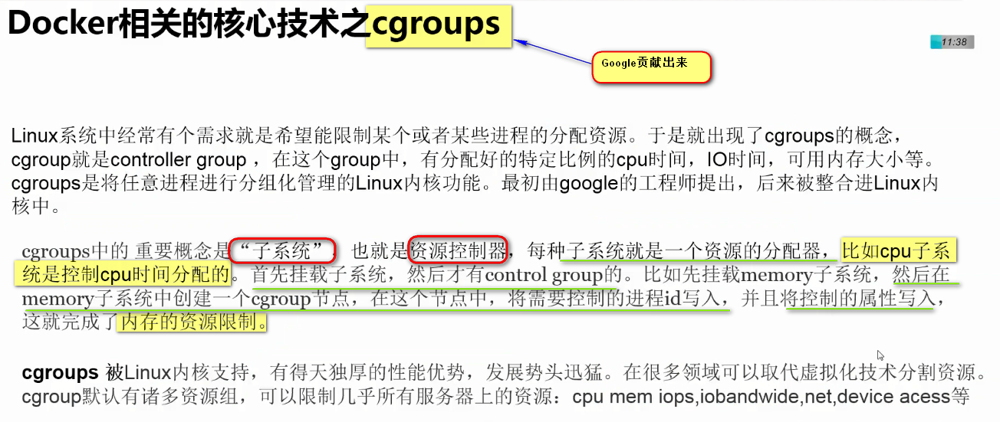 Docker相关的核心技术之cgroups
11:38
Google贡献出来
Linux系统中经常有个需求就是希望能限制某个或者某些进程的分配资源。于是就出现了cgroups的概念，
cgroup就是controller group ，在这个group中，有分配好的特定比例的cpu时间，IO时间，可用内存大小等。
cgroups是将任意进程进行分组化管理的Linux内核功能。最初由google的工程师提出，后来被整合进Linux内
核中。
cgroups中的 重要概念是“子系统”，也就是资源控制器，每种子系统就是一个资源的分配器，比如cpu子系
统是控制cpu时间分配的。首先挂载子系统，然后才有control group的。比如先挂载memory子系统，然后在
memory子系统中创建一个cgroup节点，在这个节点中，将需要控制的进程id写入，并且将控制的属性写入，
这就完成了内存的资源限制。
cgroups 被Linux内核支持，有得天独厚的性能优势，发展势头迅猛。在很多领域可以取代虚拟化技术分割资源。
cgroup默认有诸多资源组，可以限制几乎所有服务器上的资源：cpu mem iops,iobandwide,net,device acess等